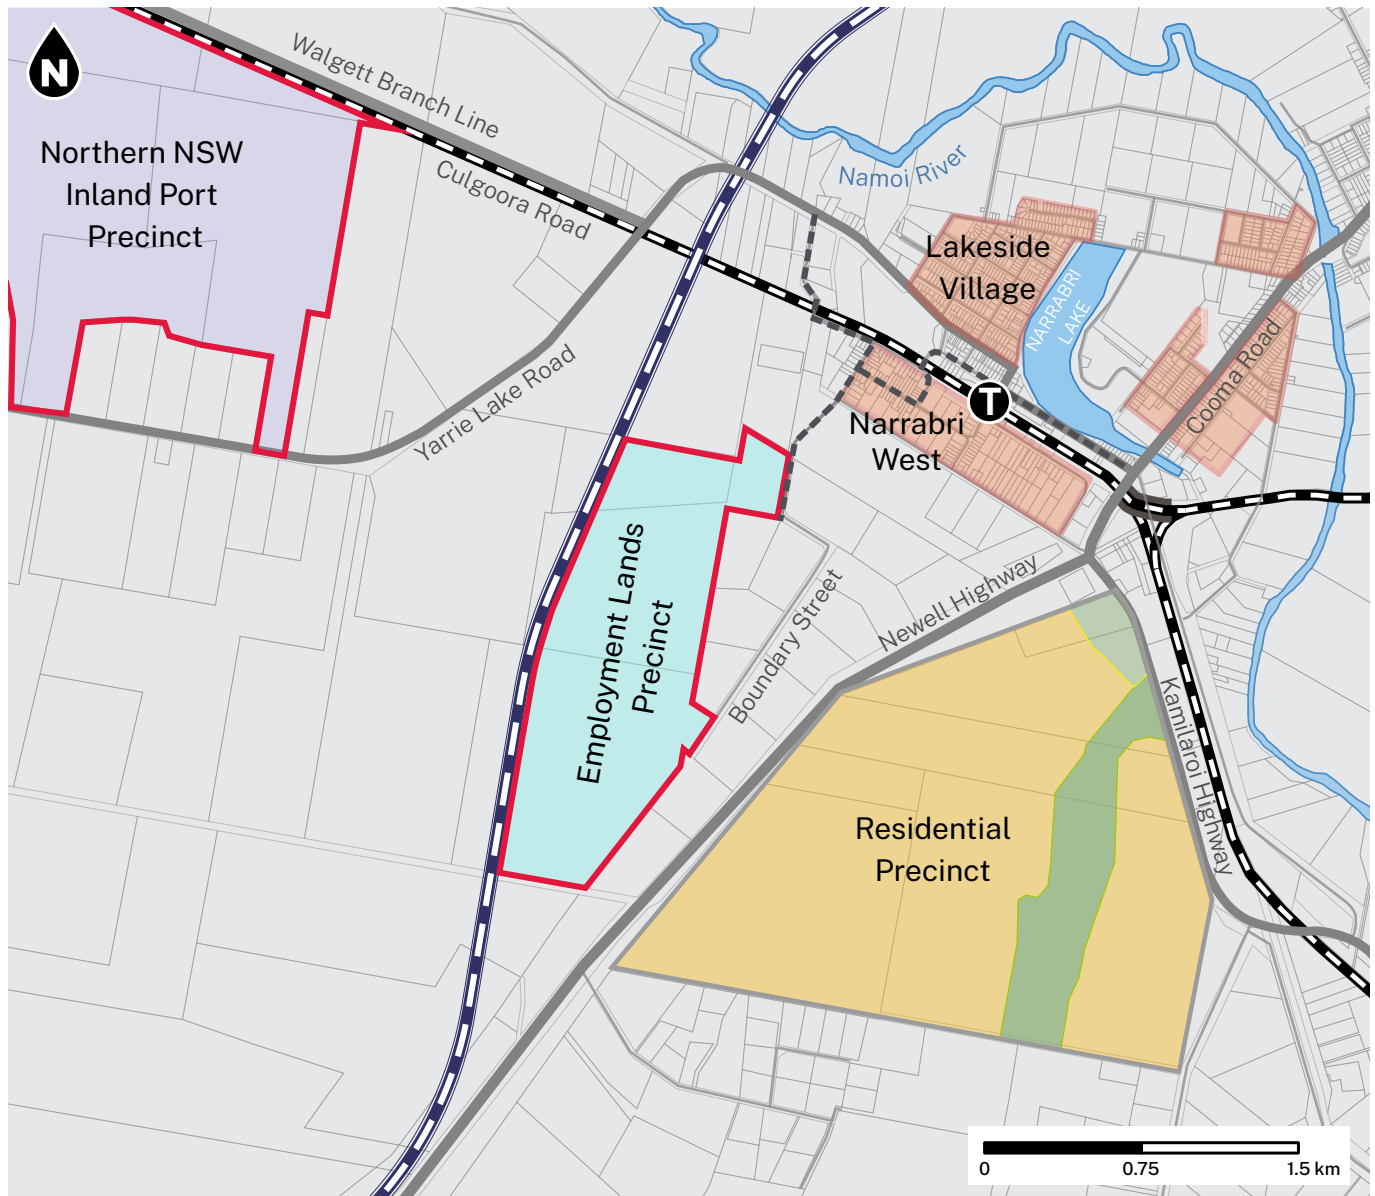 N
Walgett Branch Line
Culgoora Road
Northern NSW
Inland Port
Precinct
Namoi River
Lakeside
Village
NARRABRI
LAKE
Cooma Road
Yarrie Lake Road
T
Narrabri
West
Employment Lands
Precinct
Boundary Street
Newell Highway
Kamilaroi Highway
Residential
Precinct
0 0.75 1.5 km